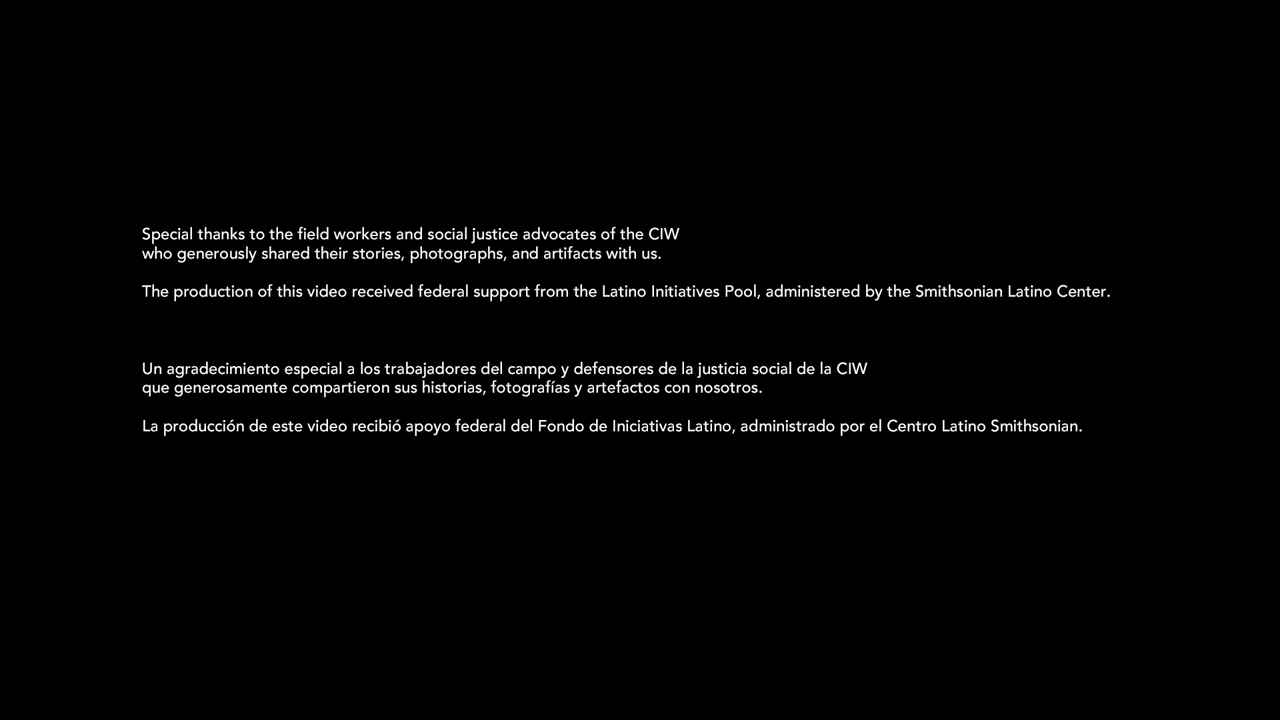 Special thanks to the field workers and social justice advocates of the CIW
who generously shared their stories, photographs, and artifacts with us.
The production of this video received federal support from the Latino Initiatives Pool, administered by the Smithsonian Latino Center.
Un agradecimiento especial a los trabajadores del campo y defensores de la justicia social de la CIW
que generosamente compartieron sus historias, fotografías y artefactos con nosotros.
La producción de este video recibió apoyo federal del Fondo de Iniciativas Latino, administrado por el Centro Latino Smithsonian.